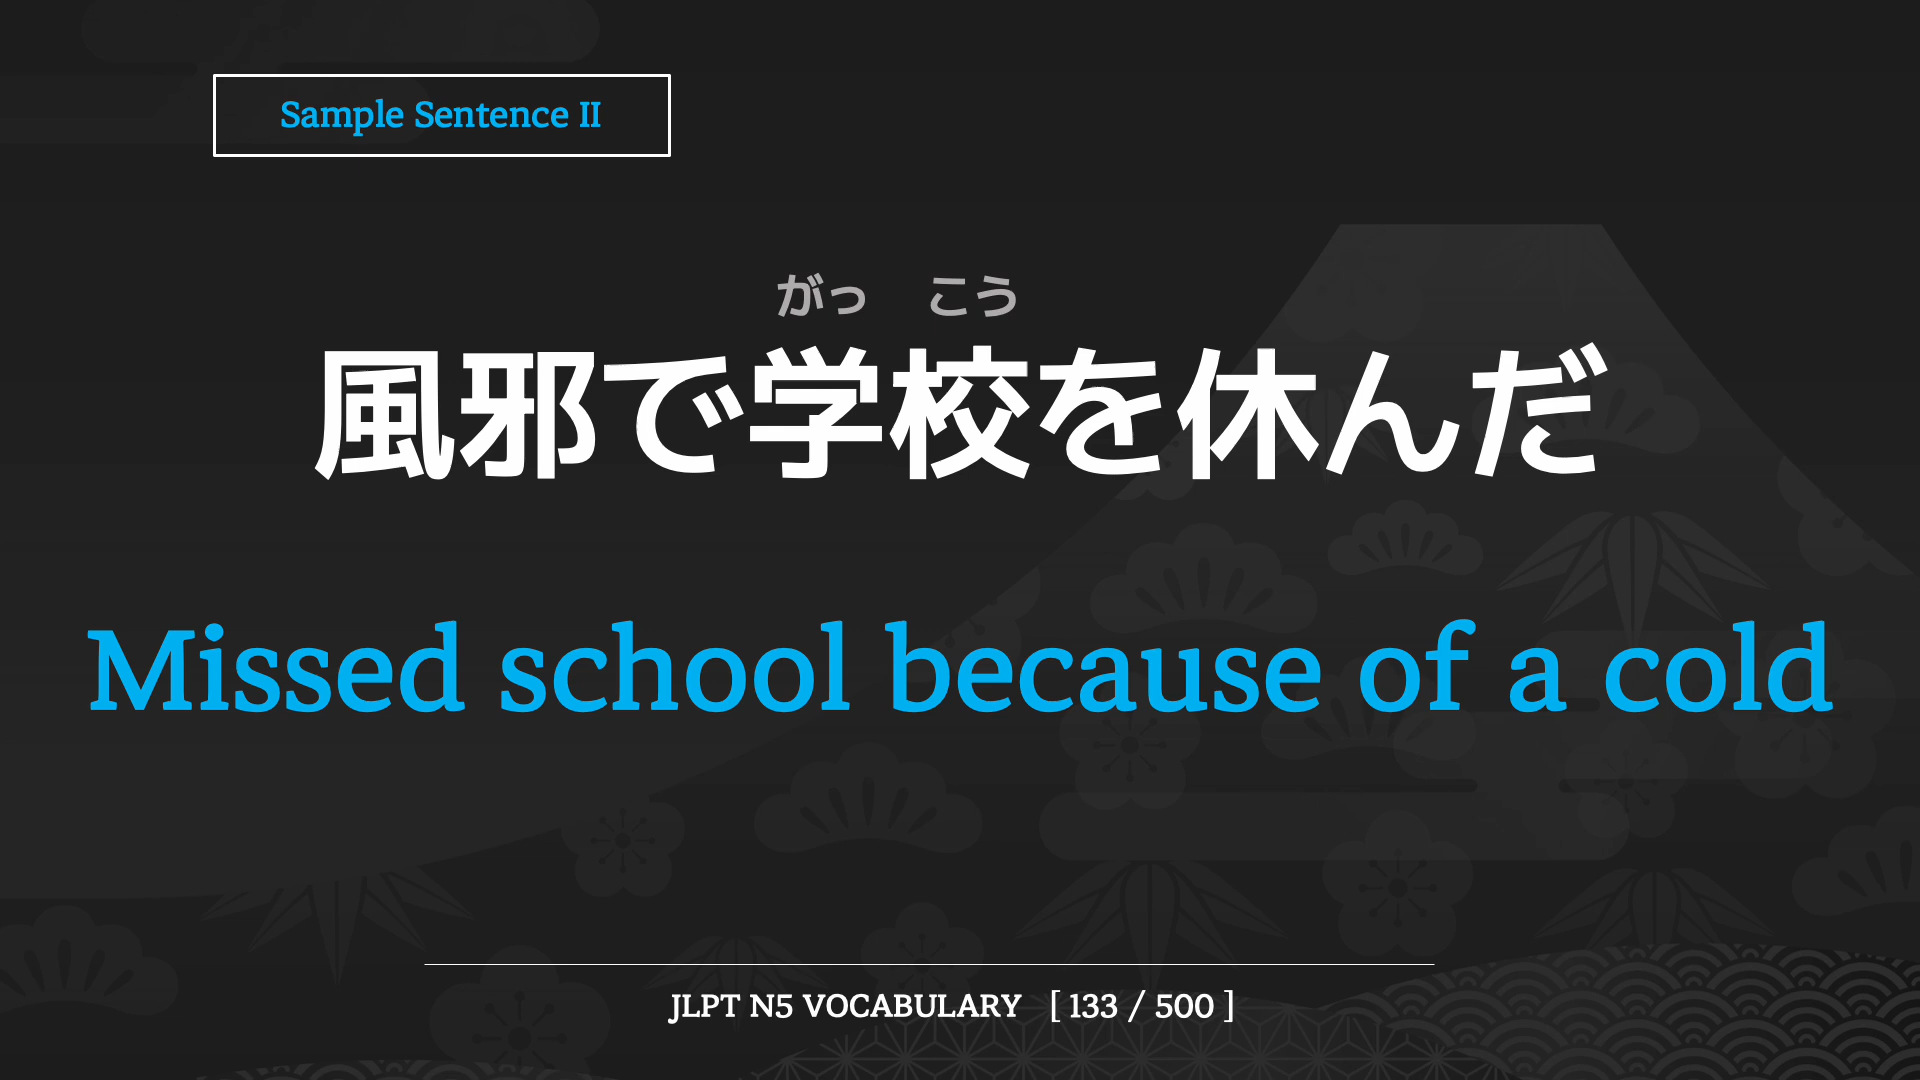 Sample Sentence II
がっ こう
風邪で学校を休んだ
Missed school because of a cold
JLPT N5 VOCABULARY [ 133 / 500 ]